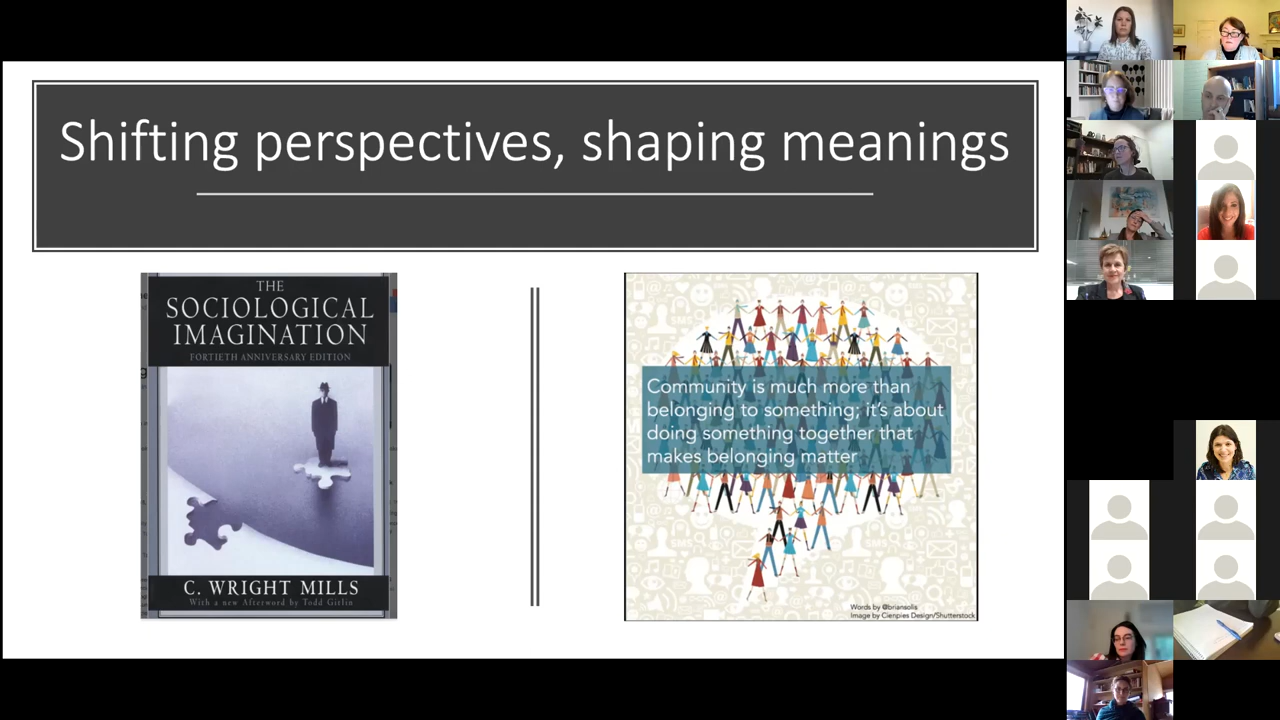 Shifting perspectives, shaping meanings
THE
SOCIOLOGICAL
IMAGINATION
FORTIETH ANNIVERSARY EDITION
C. WRIGHT MILLS
With a new Afterword by Todd Gitlin
Community is much more than
belonging to something; it's about
doing something together that
makes belonging matter
Words by @briansolis
Image by Cienpies Design/Shutterstock
SMS
SMS